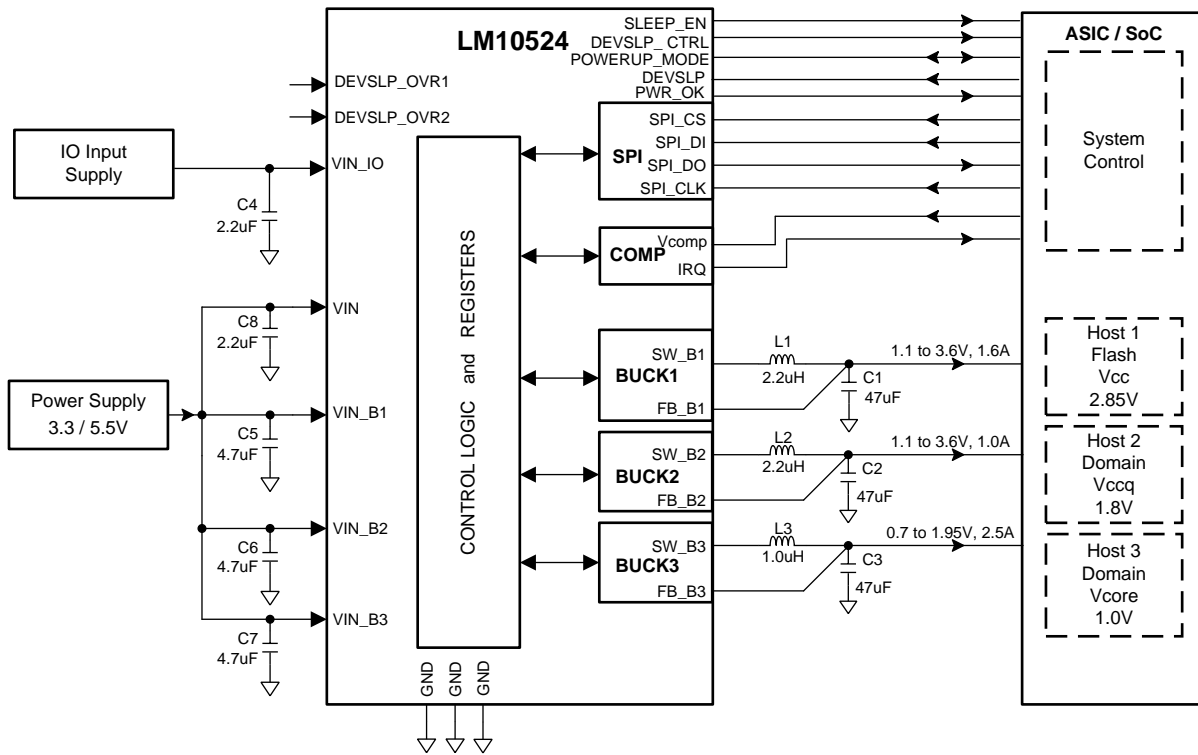 LM10524
SLEEP_EN
DEVSLP_ CTRL
POWERUP_MODE
DEVSLP
PWR_OK
ASIC / SoC
System
Control
DEVSLP_OVR1
DEVSLP_OVR2
IO Input
Supply
VIN_IO
C4
2.2uF
SPI
SPI_CS
SPI_DI
SPI_DO
SPI_CLK
COMP
Vcomp
IRQ
CONTROL LOGIC and REGISTERS
VIN
C8
2.2uF
Power Supply
3.3 / 5.5V
VIN_B1
C5
4.7uF
VIN_B2
C6
4.7uF
VIN_B3
C7
4.7uF
BUCK1
SW_B1
FB_B1
L1
2.2uH
C1
47uF
1.1 to 3.6V, 1.6A
Host 1
Flash
Vcc
2.85V
BUCK2
SW_B2
FB_B2
L2
2.2uH
C2
47uF
1.1 to 3.6V, 1.0A
Host 2
Domain
Vccq
1.8V
BUCK3
SW_B3
FB_B3
L3
1.0uH
C3
47uF
0.7 to 1.95V, 2.5A
Host 3
Domain
Vcore
1.0V
GND
GND
GND